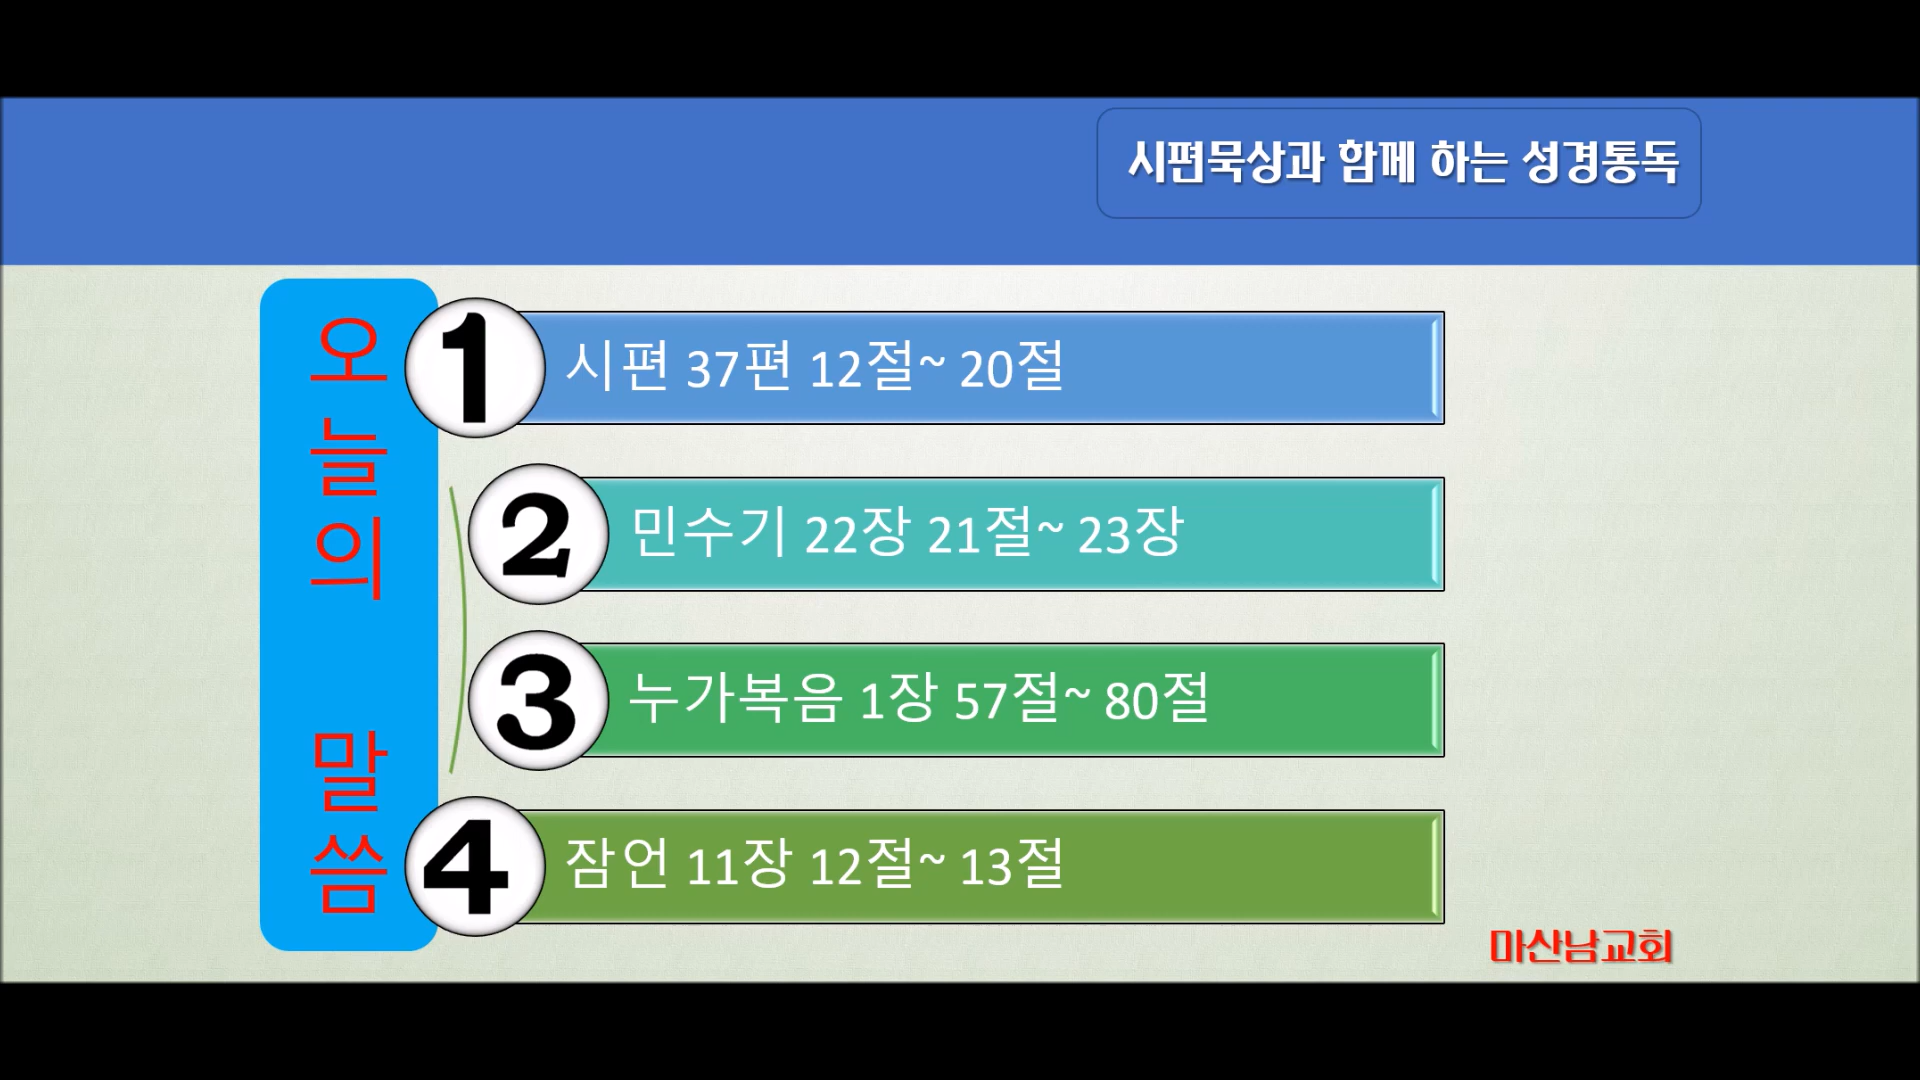 시편묵상과 함께 하는 성경통독
오늘의 말씀
1 시편 37편 12절~ 20절
2 민수기 22장 21절~ 23장
3 누가복음 1장 57절~ 80절
4 잠언 11장 12절~ 13절
마산남교회